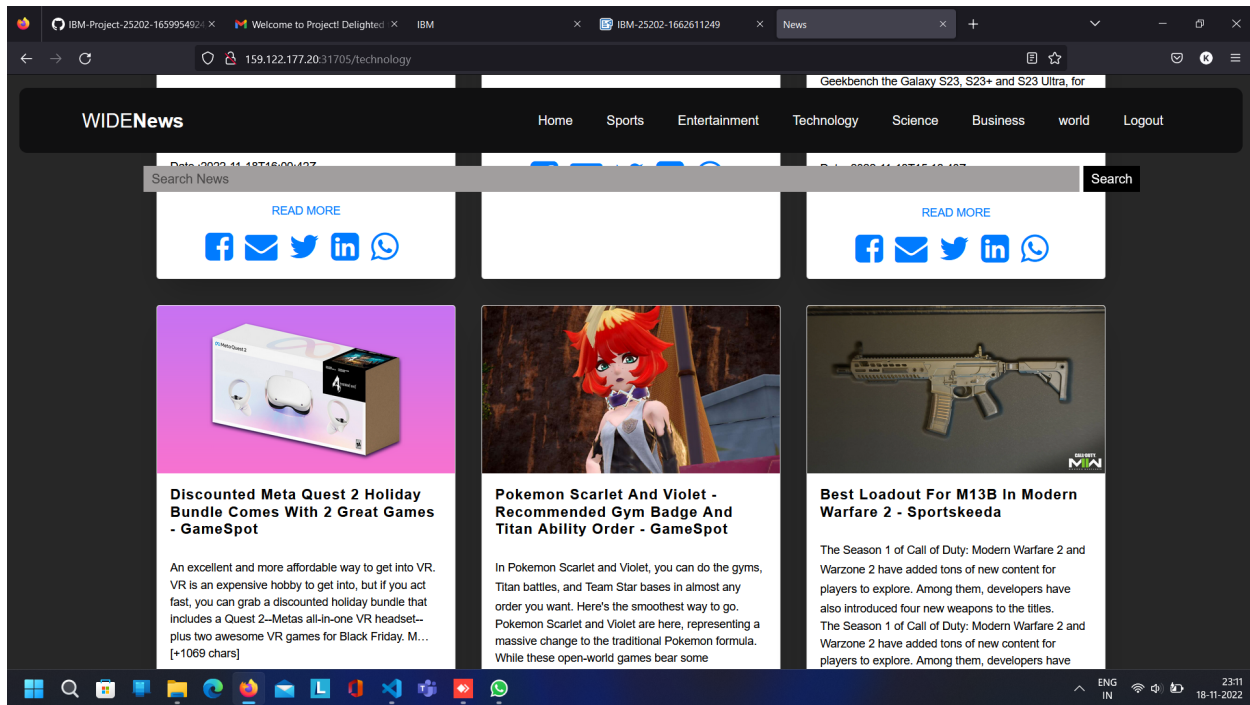 IBM-Project-25202-1659954924
Welcome to Project! Delighted
IBM
IBM-25202-1662611249
News
159.122.177.20:31705/technology
K
Geekbench the Galaxy S23, S23+ and S23 Ultra, for
WIDENews
Home Sports Entertainment Technology Science Business world Logout
Search News
Search
READ MORE
READ MORE
Meta Quest 2
Discounted Meta Quest 2 Holiday
Bundle Comes With 2 Great Games
- GameSpot
An excellent and more affordable way to get into VR.
VR is an expensive hobby to get into, but if you act
fast, you can grab a discounted holiday bundle that
includes a Quest 2--Metas all-in-one VR headset--
plus two awesome VR games for Black Friday. M…
[+1069 chars]
Pokemon Scarlet And Violet -
Recommended Gym Badge And
Titan Ability Order - GameSpot
In Pokemon Scarlet and Violet, you can do the gyms,
Titan battles, and Team Star bases in almost any
order you want. Here's the smoothest way to go.
Pokemon Scarlet and Violet are here, representing a
massive change to the traditional Pokemon formula.
While these open-world games bear some
CALL OF DUTY
MWII
Best Loadout For M13B In Modern
Warfare 2 - Sportskeeda
The Season 1 of Call of Duty: Modern Warfare 2 and
Warzone 2 have added tons of new content for
players to explore. Among them, developers have
also introduced four new weapons to the titles.
The Season 1 of Call of Duty: Modern Warfare 2 and
Warzone 2 have added tons of new content for
players to explore. Among them, developers have
L
ENG
IN
23:11
18-11-2022